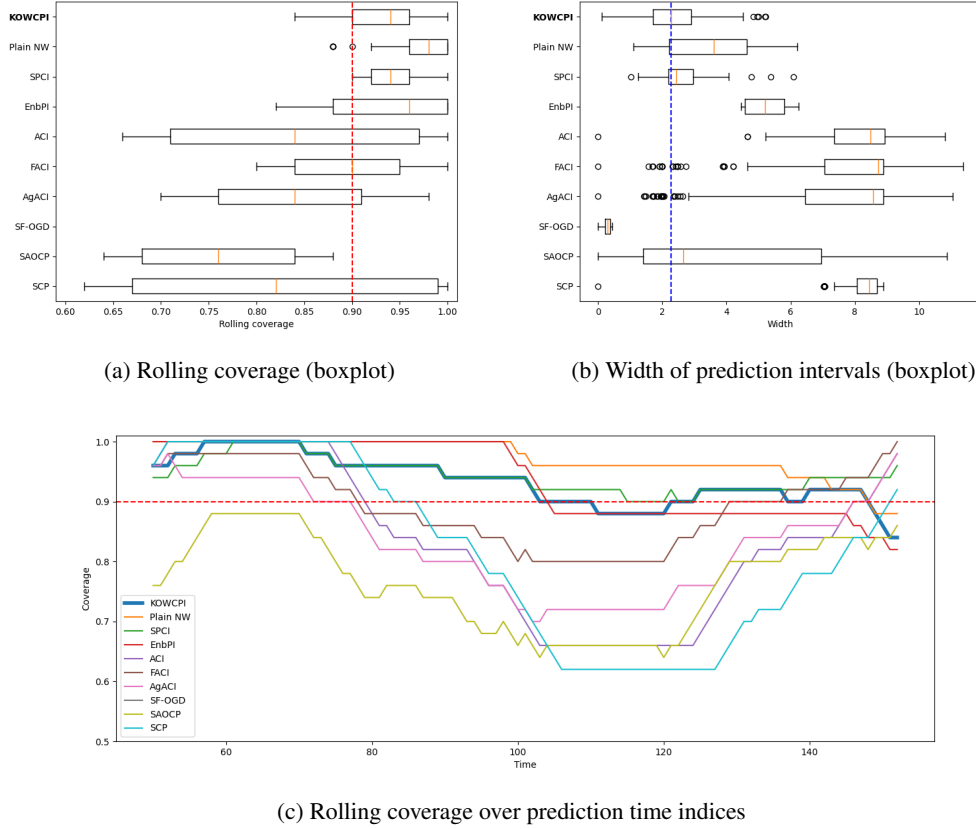 KOWCPI
Plain NW
SPCI
EnbPI
ACI
FACI
AgACI
SF-OGD
SAOCP
SCP
0.60 0.65 0.70 0.75 0.80 0.85 0.90 0.95 1.00
Rolling coverage
(a) Rolling coverage (boxplot)
KOWCPI
Plain NW
SPCI
EnbPI
ACI
FACI
AgACI
SF-OGD
SAOCP
SCP
0 2 4 6 8 10
Width
(b) Width of prediction intervals (boxplot)
1.0
0.9
0.8
0.7
0.6
0.5
Coverage
KOWCPI
Plain NW
SPCI
EnbPI
ACI
FACI
AgACI
SF-OGD
SAOCP
SCP
60 80 100 120 140
Time
(c) Rolling coverage over prediction time indices